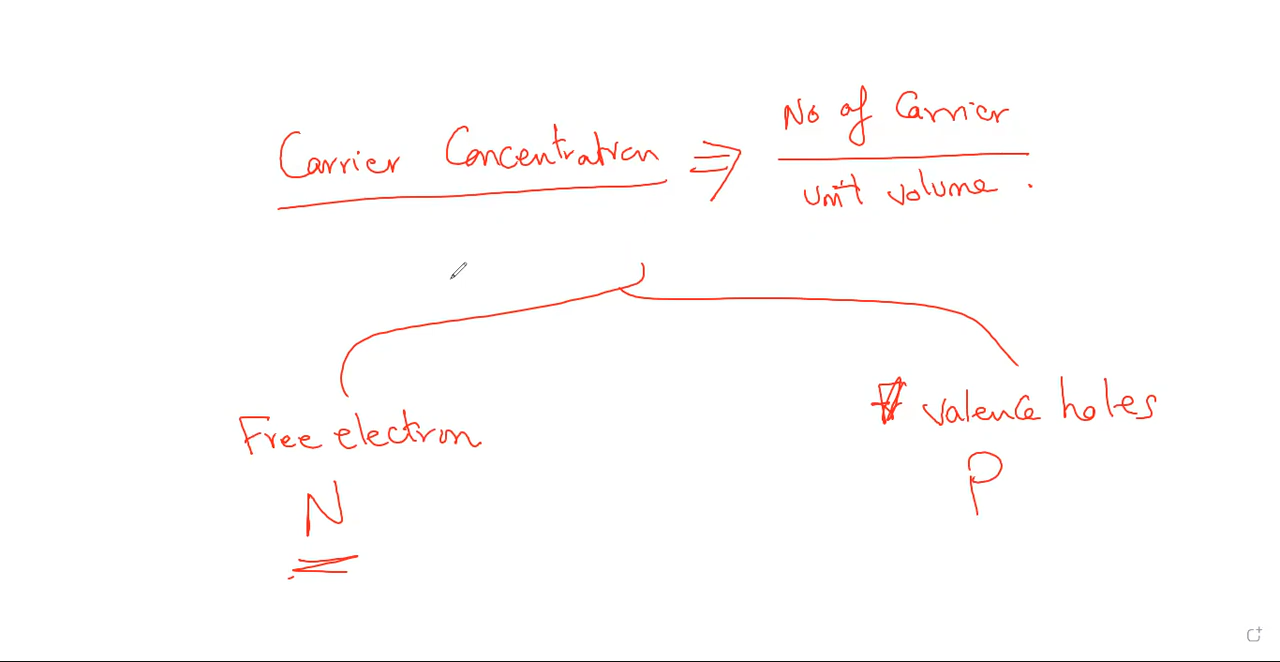 Carrier Concentration ⇒ No of Carrier
unit volume.
Free electron
valence holes
N
P